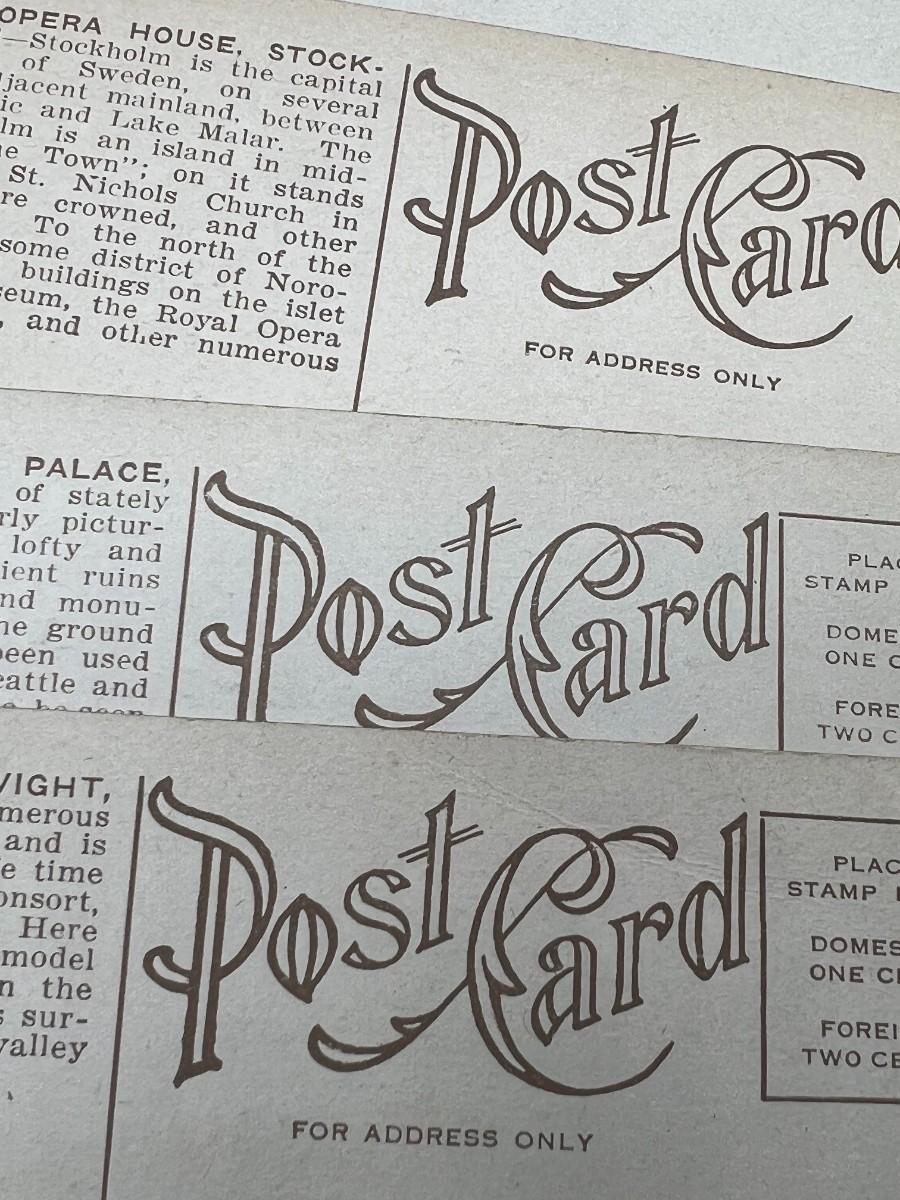 OPERA HOUSE, STOCK-
—Stockholm is the capital
of Sweden, on several
jacent mainland, between
ic and Lake Malar. The
lm is an island in mid-
e Town"; on it stands
St. Nichols Church in
re crowned, and other
To the north of the
some district of Noro-
buildings on the islet
seum, the Royal Opera
, and other numerous
Post Card
FOR ADDRESS ONLY
PALACE,
of stately
rly pictur-
lofty and
ient ruins
nd monu-
he ground
been used
eattle and
Post Card
PLAC
STAMP
DOME
ONE C
FORE
TWO C
WIGHT,
merous
and is
e time
onsort,
Here
model
n the
s sur-
valley
Post Card
FOR ADDRESS ONLY
PLAC
STAMP
DOMES
ONE CE
FOREI
TWO CE